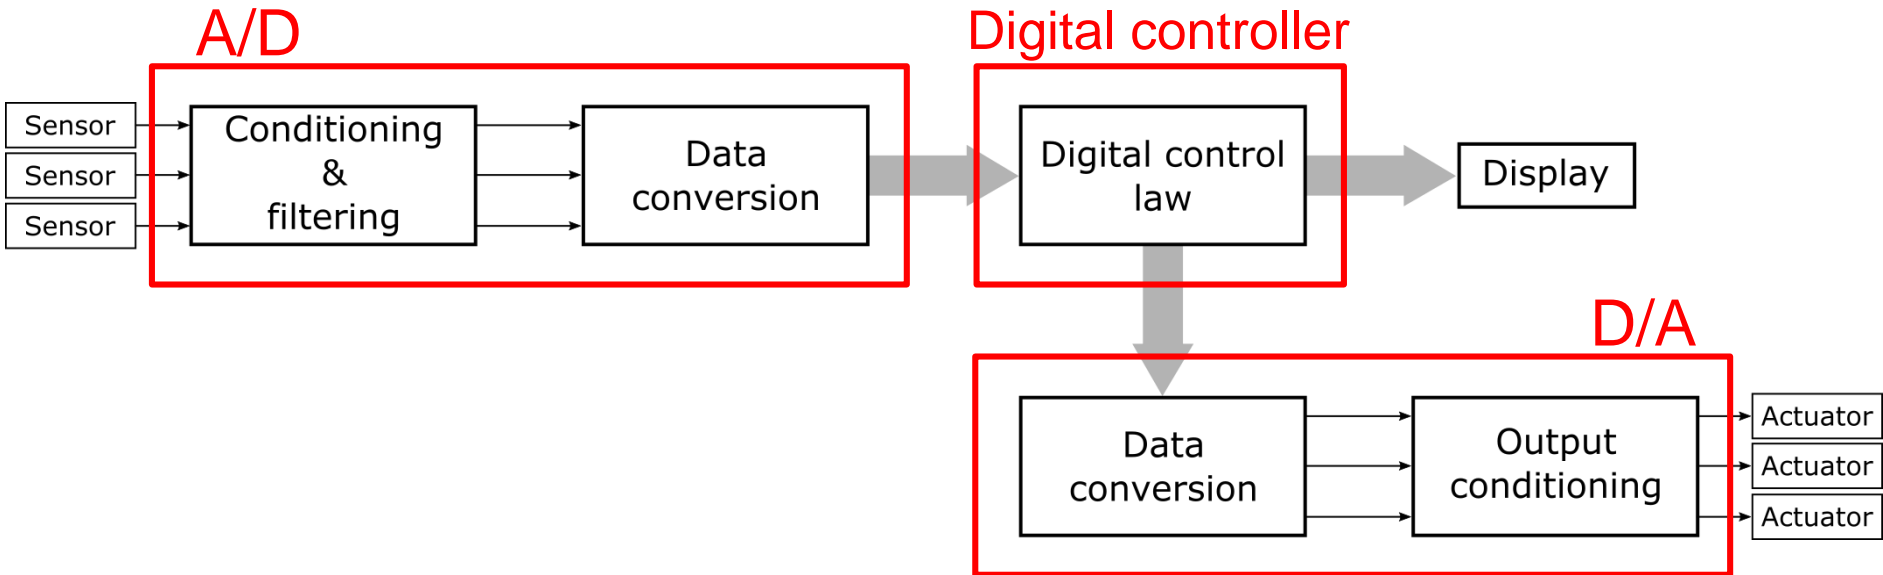 A/D
Digital controller
Sensor
Sensor
Sensor
Conditioning
&
filtering
Data
conversion
Digital control
law
Display
D/A
Data
conversion
Output
conditioning
Actuator
Actuator
Actuator